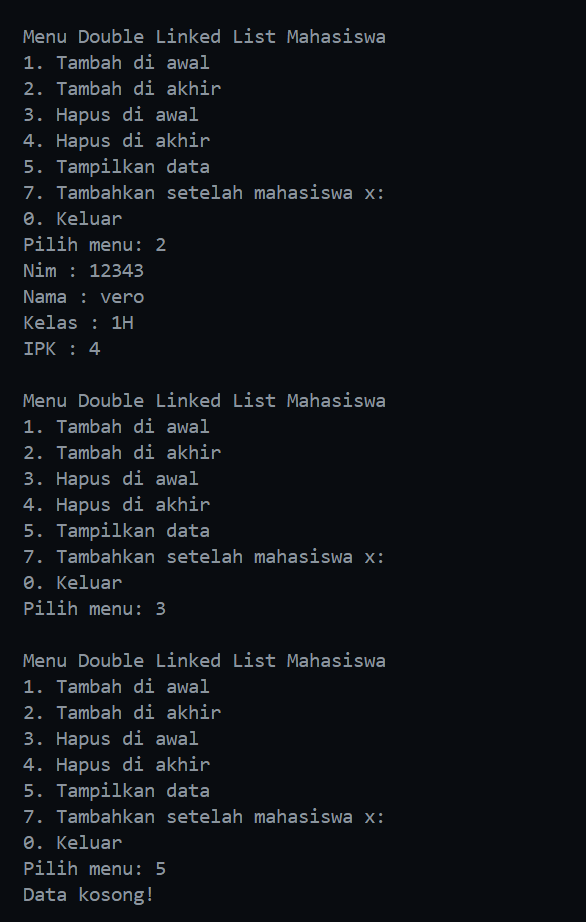 Menu Double Linked List Mahasiswa
1. Tambah di awal
2. Tambah di akhir
3. Hapus di awal
4. Hapus di akhir
5. Tampilkan data
7. Tambahkan setelah mahasiswa x:
0. Keluar
Pilih menu: 2
Nim : 12343
Nama : vero
Kelas : 1H
IPK : 4
Menu Double Linked List Mahasiswa
1. Tambah di awal
2. Tambah di akhir
3. Hapus di awal
4. Hapus di akhir
5. Tampilkan data
7. Tambahkan setelah mahasiswa x:
0. Keluar
Pilih menu: 3
Menu Double Linked List Mahasiswa
1. Tambah di awal
2. Tambah di akhir
3. Hapus di awal
4. Hapus di akhir
5. Tampilkan data
7. Tambahkan setelah mahasiswa x:
0. Keluar
Pilih menu: 5
Data kosong!